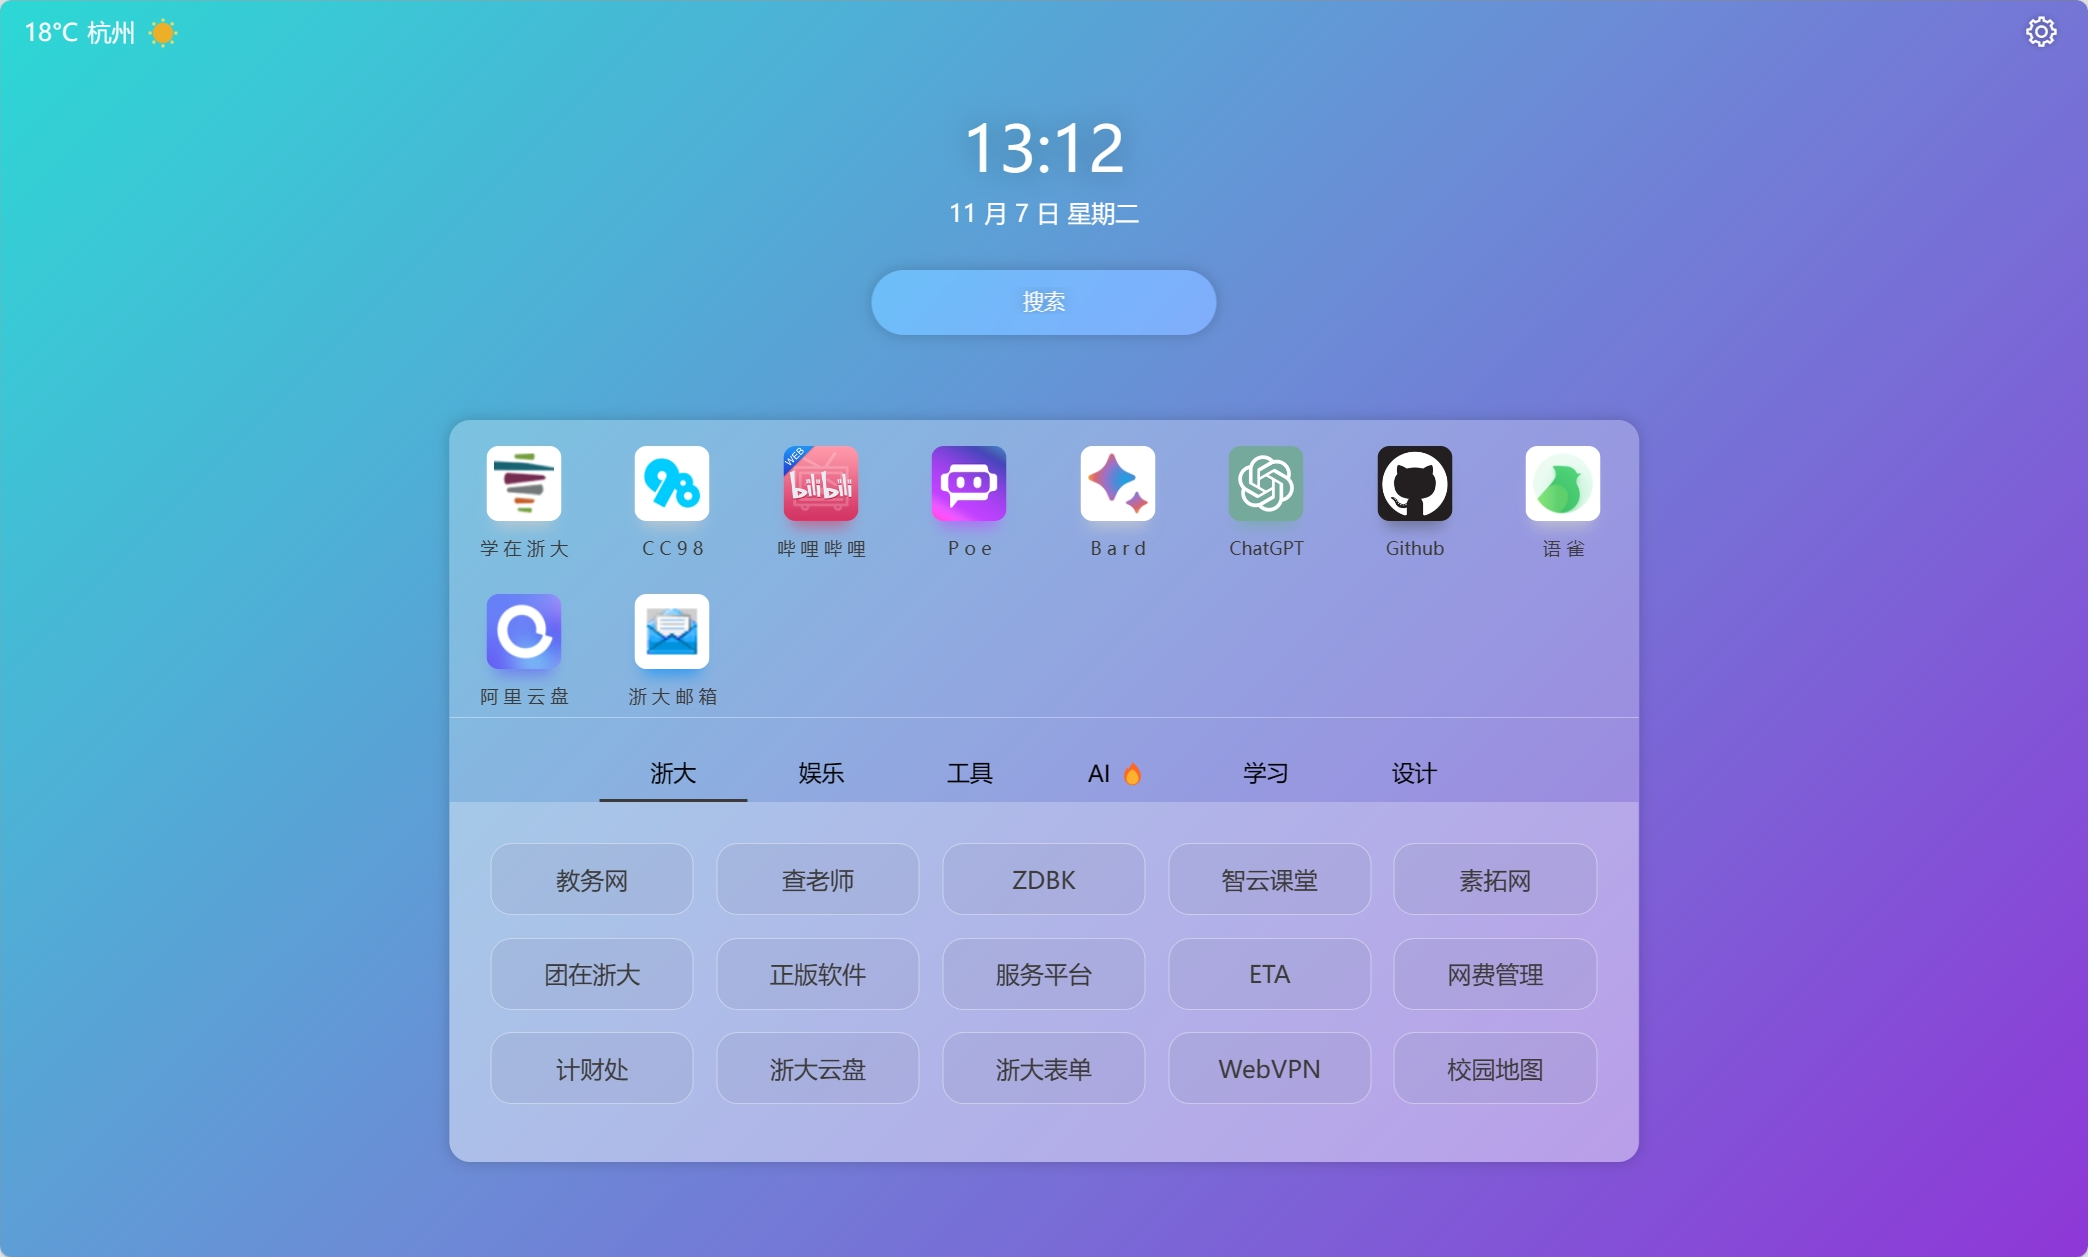 18°C 杭州
13:12
11 月 7 日 星期二
搜索
WEB
bilibili
学在浙大 CC98 哔哩哔哩 Poe Bard ChatGPT Github 语雀
阿里云盘 浙大邮箱
浙大 娱乐 工具 AI 🔥 学习 设计
教务网 查老师 ZDBK 智云课堂 素拓网
团在浙大 正版软件 服务平台 ETA 网费管理
计财处 浙大云盘 浙大表单 WebVPN 校园地图